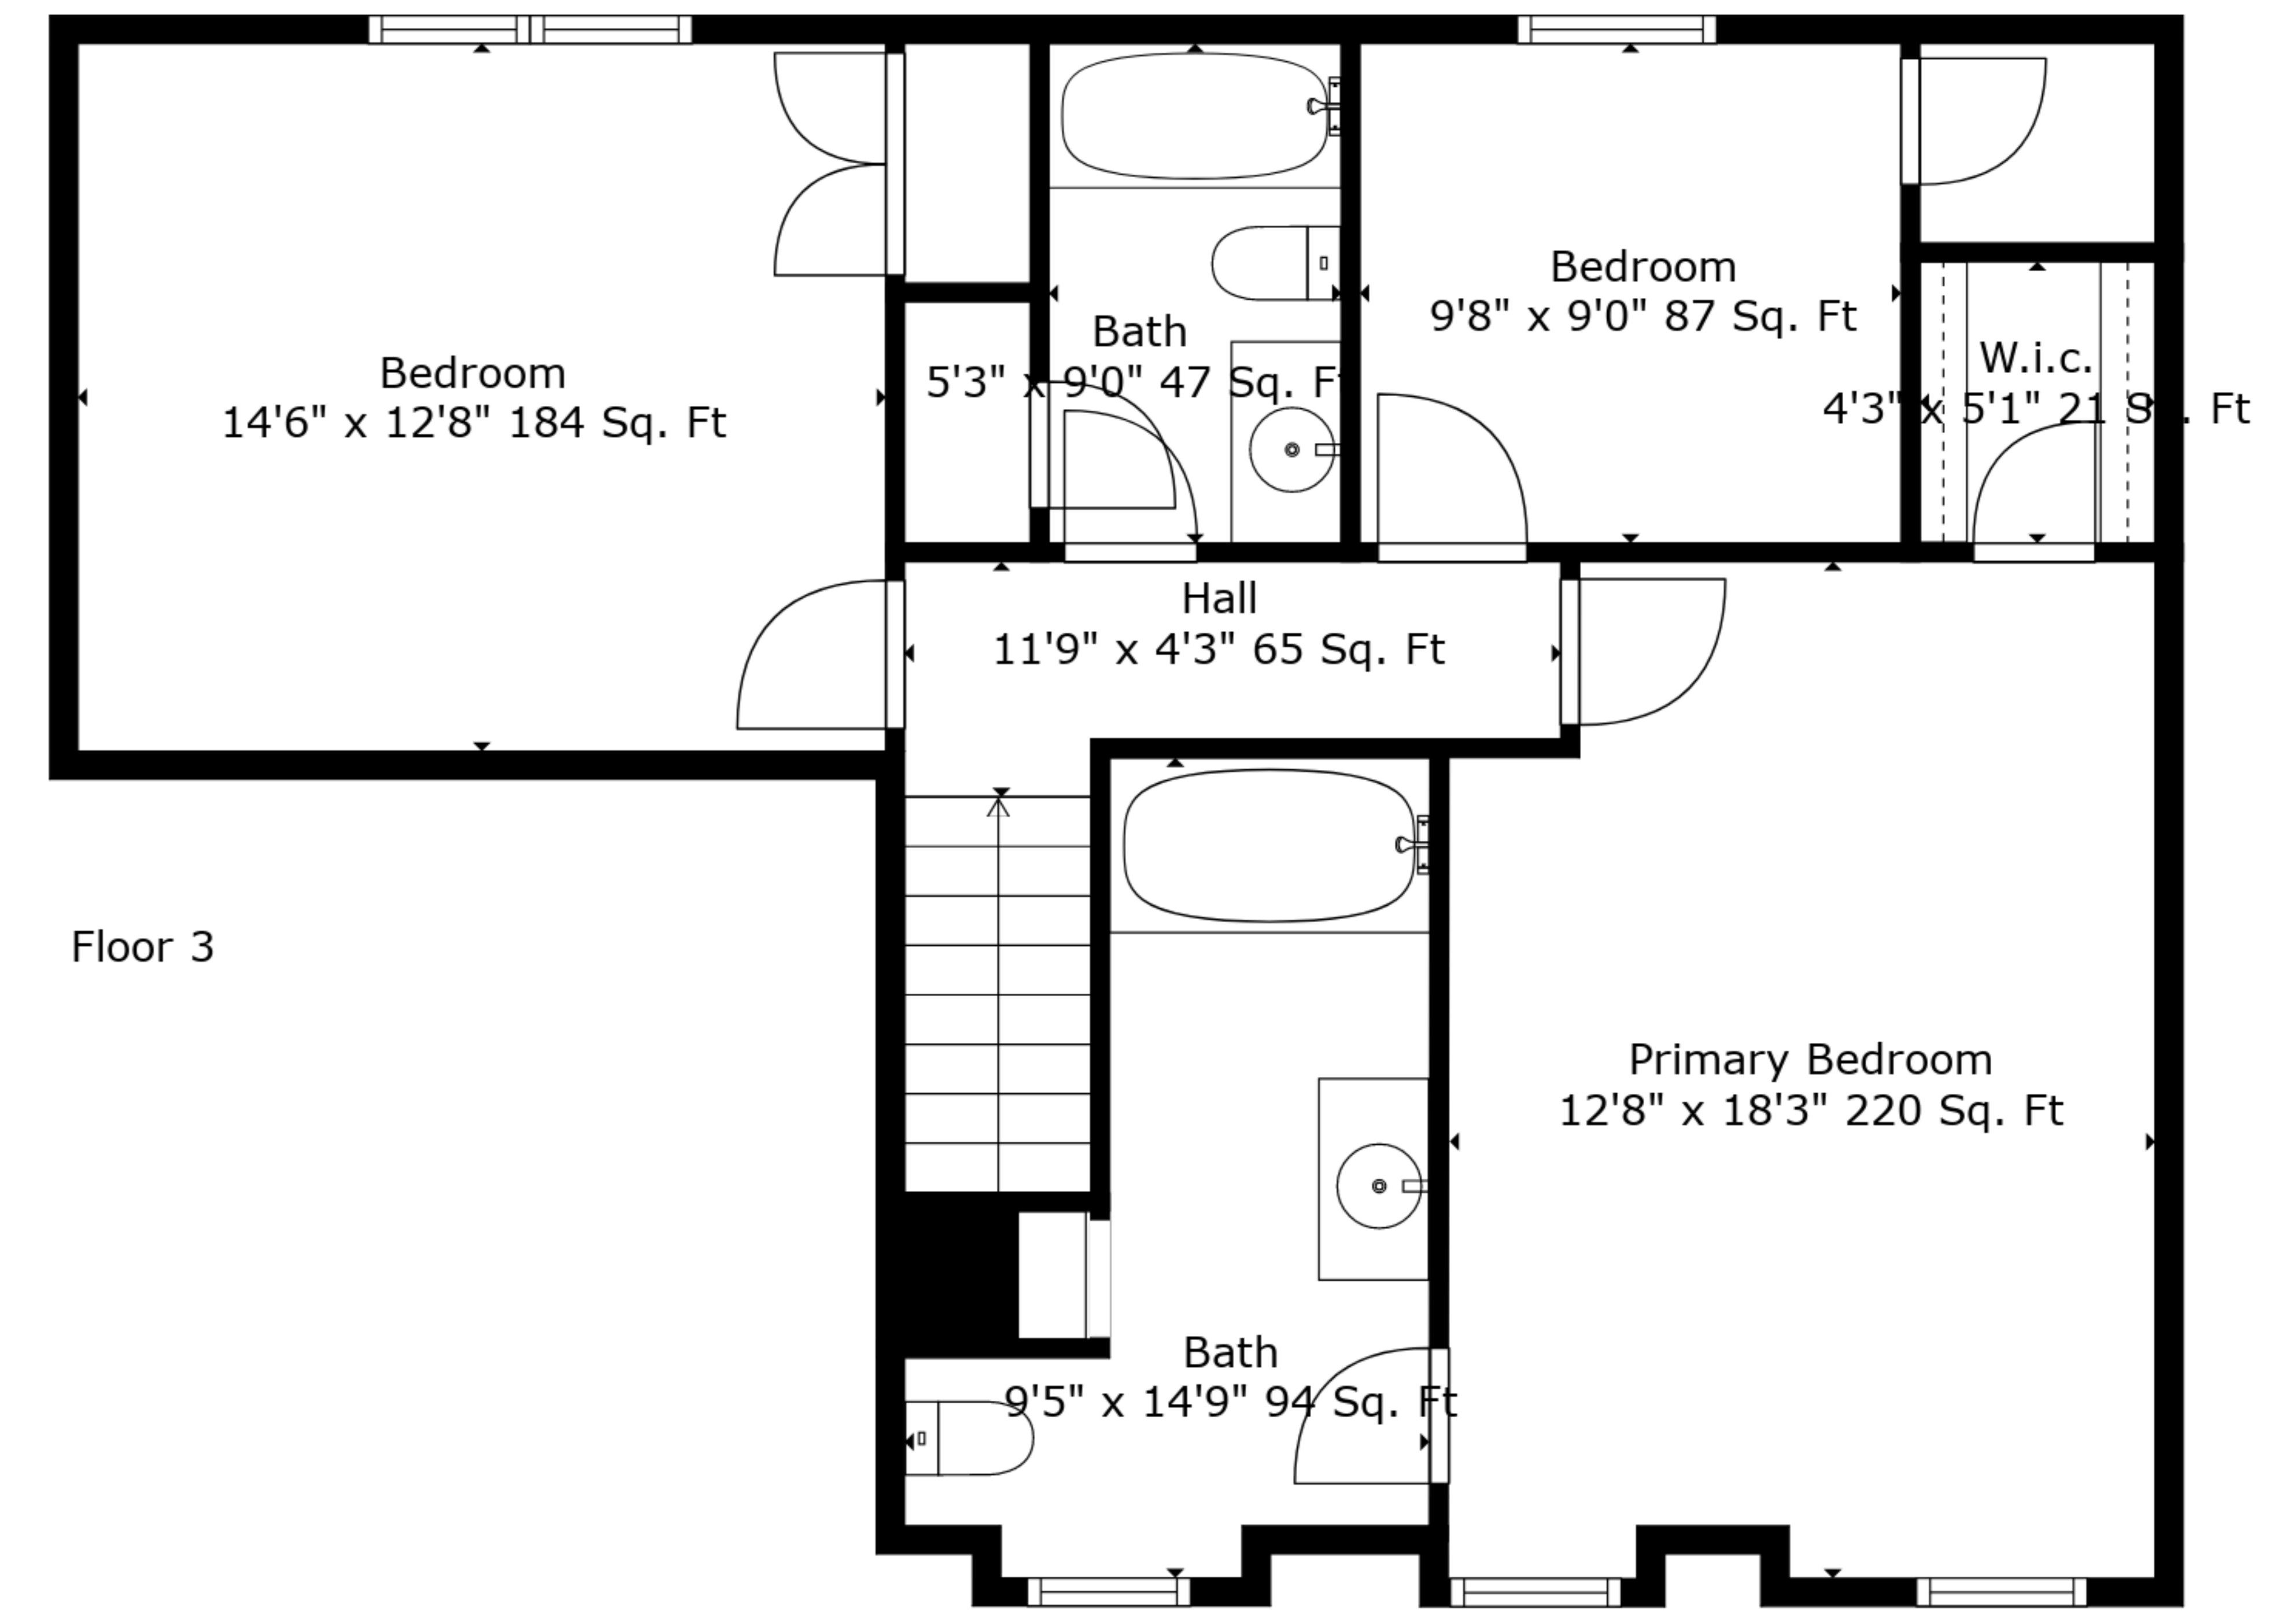 Bedroom
9'8" x 9'0" 87 Sq. Ft
Bath
5'3" x 9'0" 47 Sq. Ft
W.i.c.
4'3" x 5'1" 21 Sq. Ft
Bedroom
14'6" x 12'8" 184 Sq. Ft
Hall
11'9" x 4'3" 65 Sq. Ft
Floor 3
Primary Bedroom
12'8" x 18'3" 220 Sq. Ft
Bath
9'5" x 14'9" 94 Sq. Ft